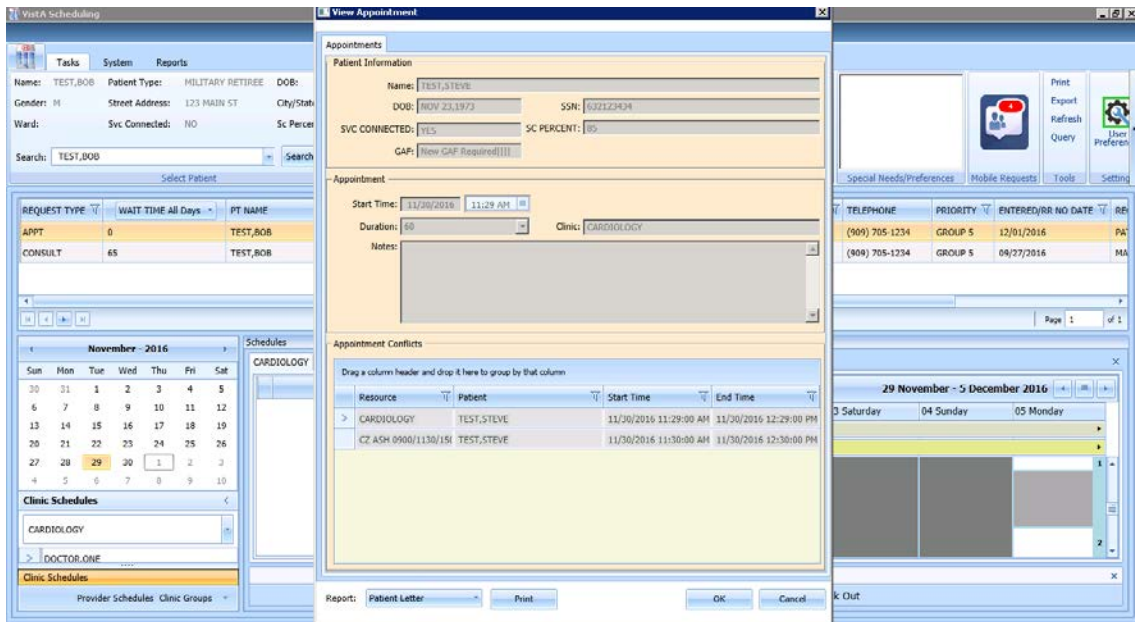 VistA Scheduling
Tasks System Reports
Name: TEST,BOB Patient Type: MILITARY RETIREE DOB:
Gender: M Street Address: 123 MAIN ST City/State
Ward: Svc Connected: NO Sc Percen
Search: TEST,BOB Search
Select Patient
REQUEST TYPE WAIT TIME All Days PT NAME
APPT 0 TEST,BOB
CONSULT 65 TEST,BOB
November - 2016
Sun Mon Tue Wed Thu Fri Sat
30 31 1 2 3 4 5
6 7 8 9 10 11 12
13 14 15 16 17 18 19
20 21 22 23 24 25 26
27 28 29 30 1 2 3
4 5 6 7 8 9 10
Clinic Schedules
CARDIOLOGY
DOCTOR.ONE
Clinic Schedules
Provider Schedules Clinic Groups
Schedules
CARDIOLOGY
View Appointment
Appointments
Patient Information
Name: TEST,STEVE
DOB: NOV 23,1973 SSN: 632123434
SVC CONNECTED: YES SC PERCENT: 85
GAF: New GAF Required||||
Appointment
Start Time: 11/30/2016 11:29 AM
Duration: 60 Clinic: CARDIOLOGY
Notes:
Appointment Conflicts
Drag a column header and drop it here to group by that column
Resource Patient Start Time End Time
CARDIOLOGY TEST,STEVE 11/30/2016 11:29:00 AM 11/30/2016 12:29:00 PM
CZ ASH 0900/1130/15( TEST,STEVE 11/30/2016 11:30:00 AM 11/30/2016 12:30:00 PM
Report: Patient Letter Print OK Cancel
Special Needs/Preferences
4
Mobile Requests
Print
Export
Refresh
Query
Tools
User
Preferen
Setting
TELEPHONE PRIORITY ENTERED/RR NO DATE RE
(909) 705-1234 GROUP 5 12/01/2016 PA
(909) 705-1234 GROUP 5 09/27/2016 MA
Page 1 of 1
29 November - 5 December 2016
3 Saturday 04 Sunday 05 Monday
1
2
k Out